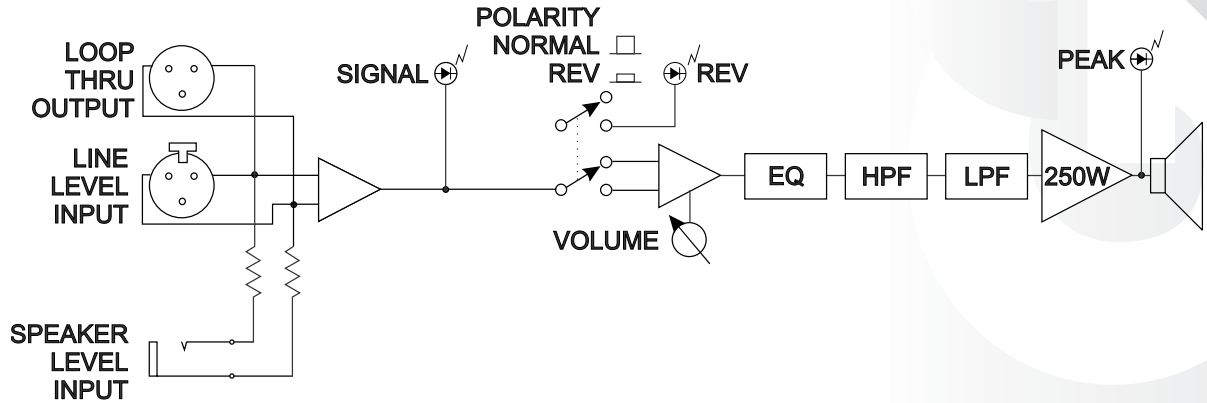 LOOP
THRU
OUTPUT
LINE
LEVEL
INPUT
SPEAKER
LEVEL
INPUT
SIGNAL
POLARITY
NORMAL
REV
REV
VOLUME
EQ
HPF
LPF
250W
PEAK